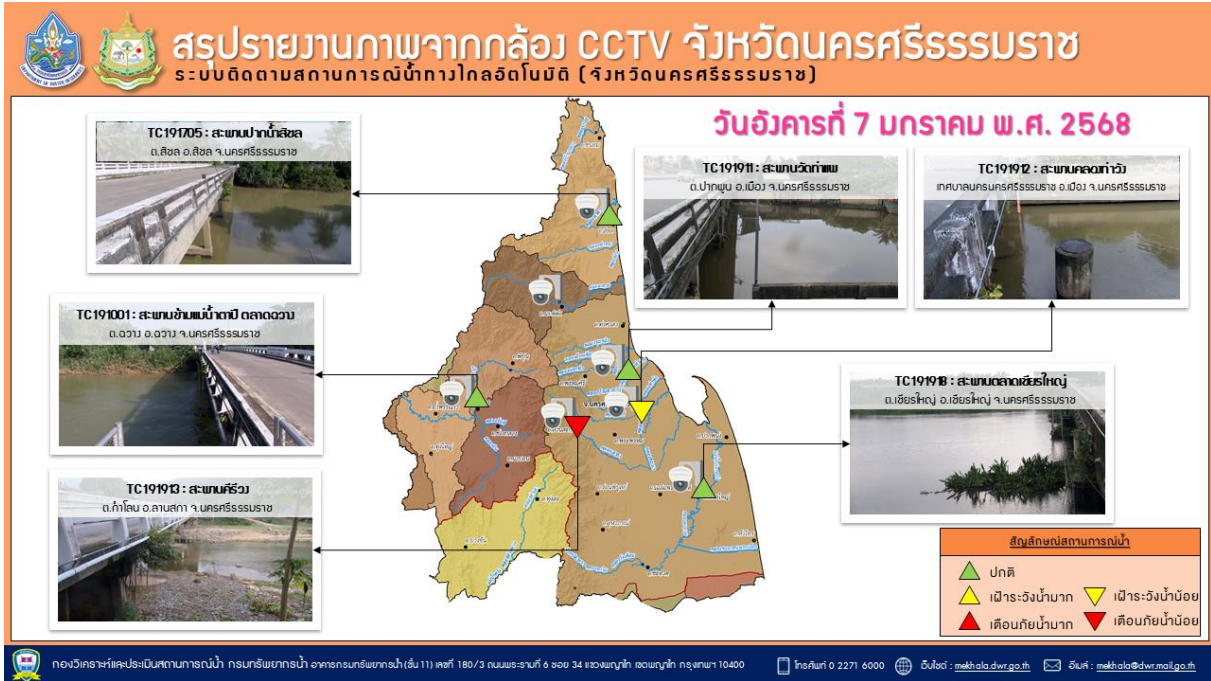 สรุปรายงานภาพจากกล้อง CCTV จังหวัดนครศรีธรรมราช
ระบบติดตามสถานการณ์น้ำทางไกลอัตโนมัติ (จังหวัดนครศรีธรรมราช)
วันอังคารที่ 7 มกราคม พ.ศ. 2568
TC191705 : สะพานปากน้ำสิชล
ต.สิชล อ.สิชล จ.นครศรีธรรมราช
TC191911 : สะพานวัดท่าแพ
ต.ปากพูน อ.เมือง จ.นครศรีธรรมราช
TC191912 : สะพานคลองท่าวัง
เทศบาลนครนครศรีธรรมราช อ.เมือง จ.นครศรีธรรมราช
TC191001 : สะพานข้ามแม่น้ำตาปี ตลาดฉวาง
ต.ฉวาง อ.ฉวาง จ.นครศรีธรรมราช
TC191918 : สะพานตลาดเชียรใหญ่
ต.เชียรใหญ่ อ.เชียรใหญ่ จ.นครศรีธรรมราช
TC191913 : สะพานคีรีวง
ต.กำโลน อ.ลานสกา จ.นครศรีธรรมราช
สัญลักษณ์สถานการณ์น้ำ
ปกติ
เฝ้าระวังน้ำมาก
เฝ้าระวังน้ำน้อย
เตือนภัยน้ำมาก
เตือนภัยน้ำน้อย
กองวิเคราะห์และประเมินสถานการณ์น้ำ กรมทรัพยากรน้ำ อาคารกรมทรัพยากรน้ำ (ชั้น 11) เลขที่ 180/3 ถนนพระรามที่ 6 ซอย 34 แขวงพญาไท เขตพญาไท กรุงเทพฯ 10400
โทรศัพท์ 0 2271 6000
เว็บไซต์ : mekhala.dwr.go.th
อีเมล์ : mekhala@dwr.mail.go.th